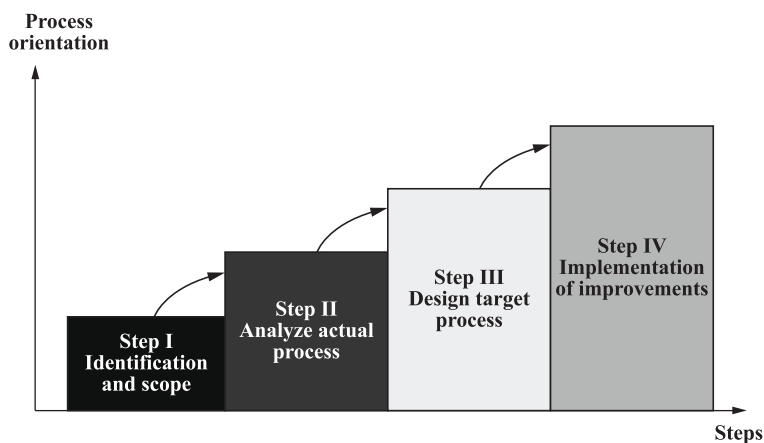 Process
orientation
Step I
Identification
and scope
Step II
Analyze actual
process
Step III
Design target
process
Step IV
Implementation
of improvements
Steps